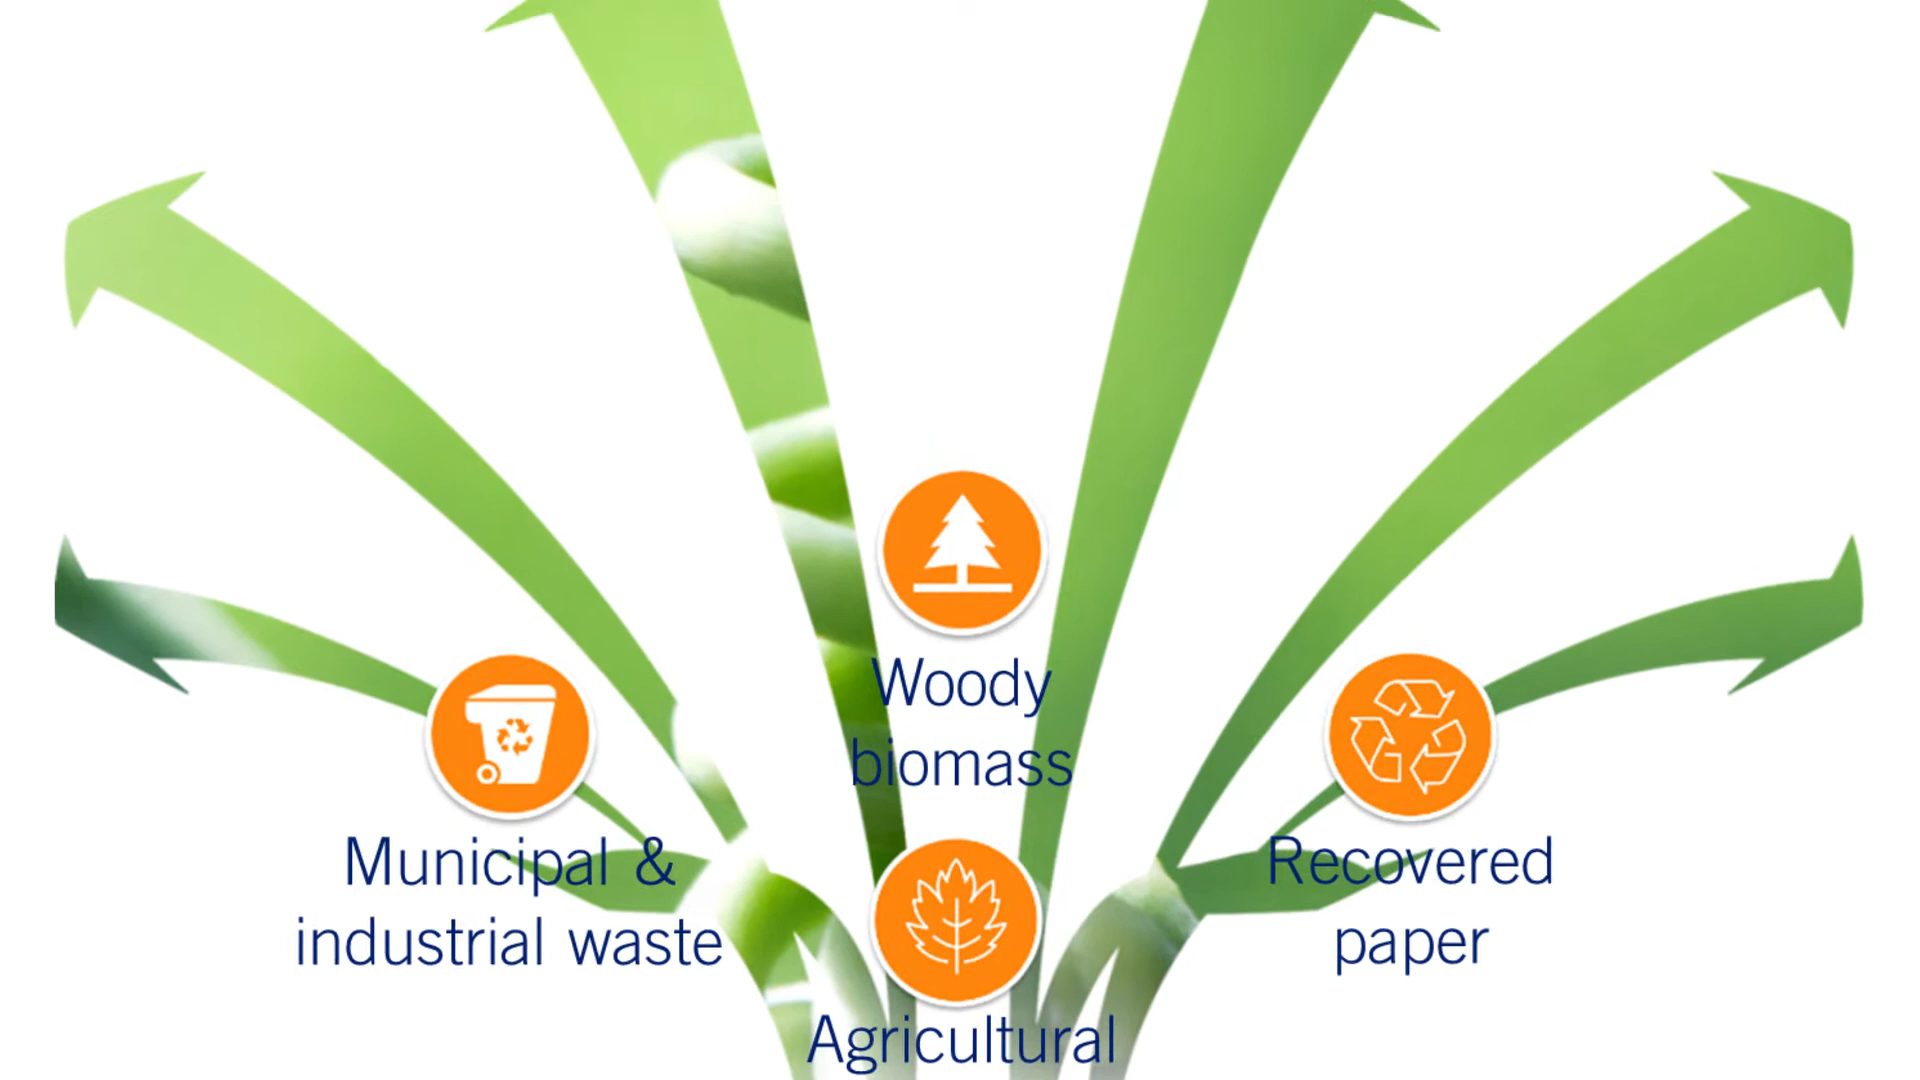 Woody
biomass
Municipal &
industrial waste
Recovered
paper
Agricultural